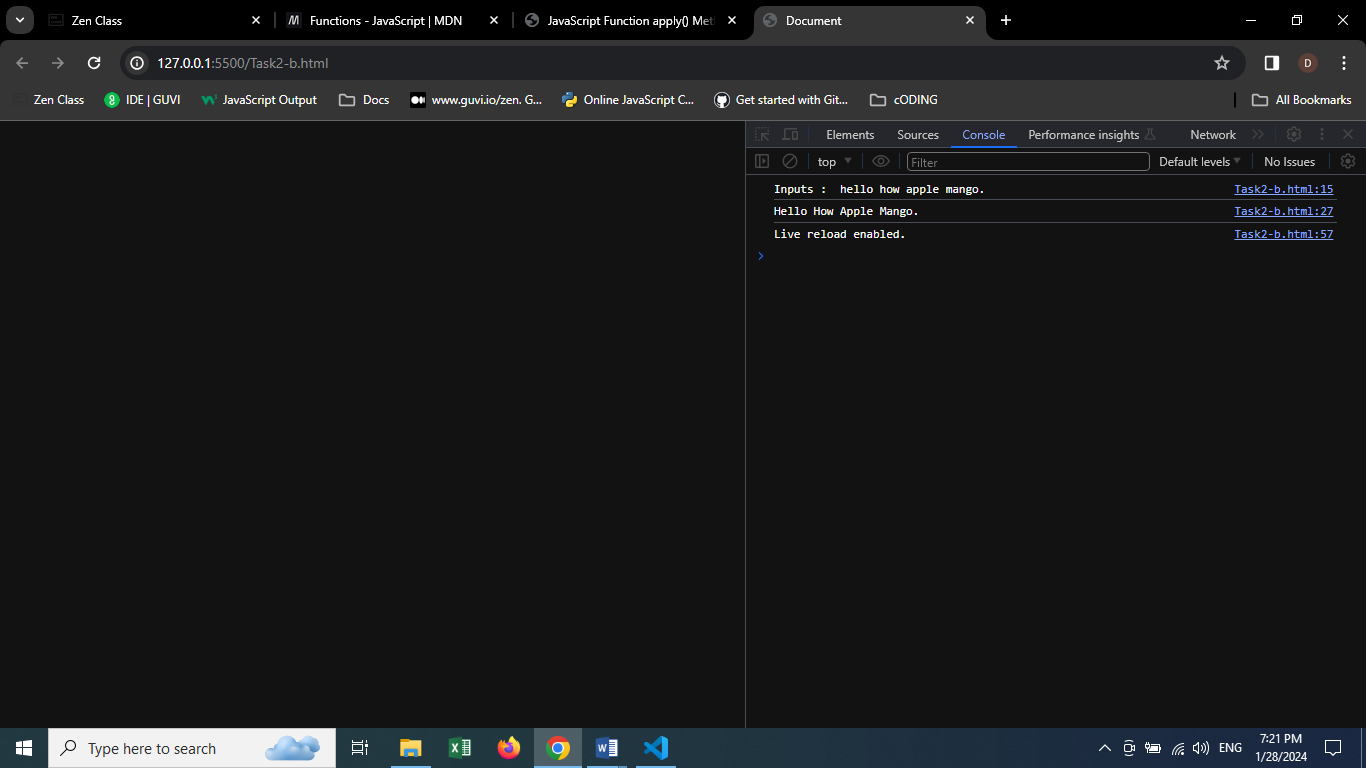 Zen Class
Functions - JavaScript | MDN
JavaScript Function apply() Met
Document
127.0.0.1:5500/Task2-b.html
D
Zen Class
IDE | GUVI
JavaScript Output
Docs
www.guvi.io/zen. G...
Online JavaScript C...
Get started with Git...
cODING
All Bookmarks
Elements
Sources
Console
Performance insights
Network
top
Filter
Default levels
No Issues
Inputs :  hello how apple mango.
Task2-b.html:15
Hello How Apple Mango.
Task2-b.html:27
Live reload enabled.
Task2-b.html:57
Type here to search
ENG
7:21 PM
1/28/2024